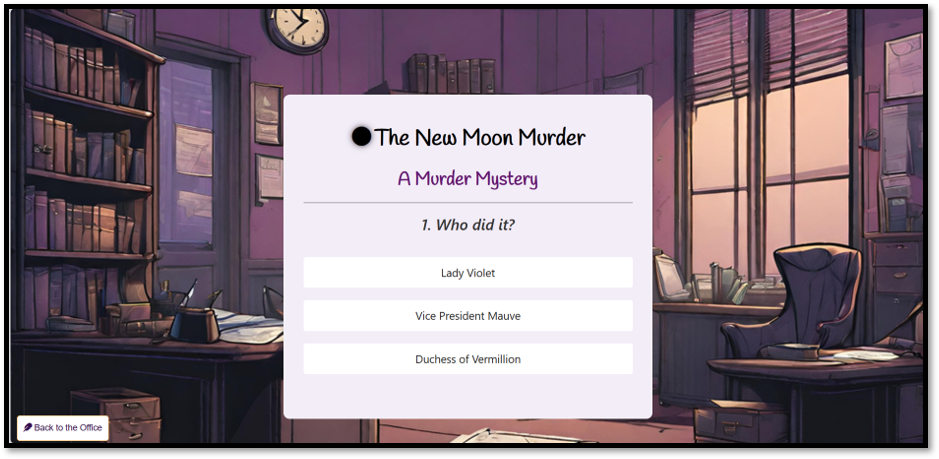 The New Moon Murder
A Murder Mystery
1. Who did it?
Lady Violet
Vice President Mauve
Duchess of Vermillion
Back to the Office